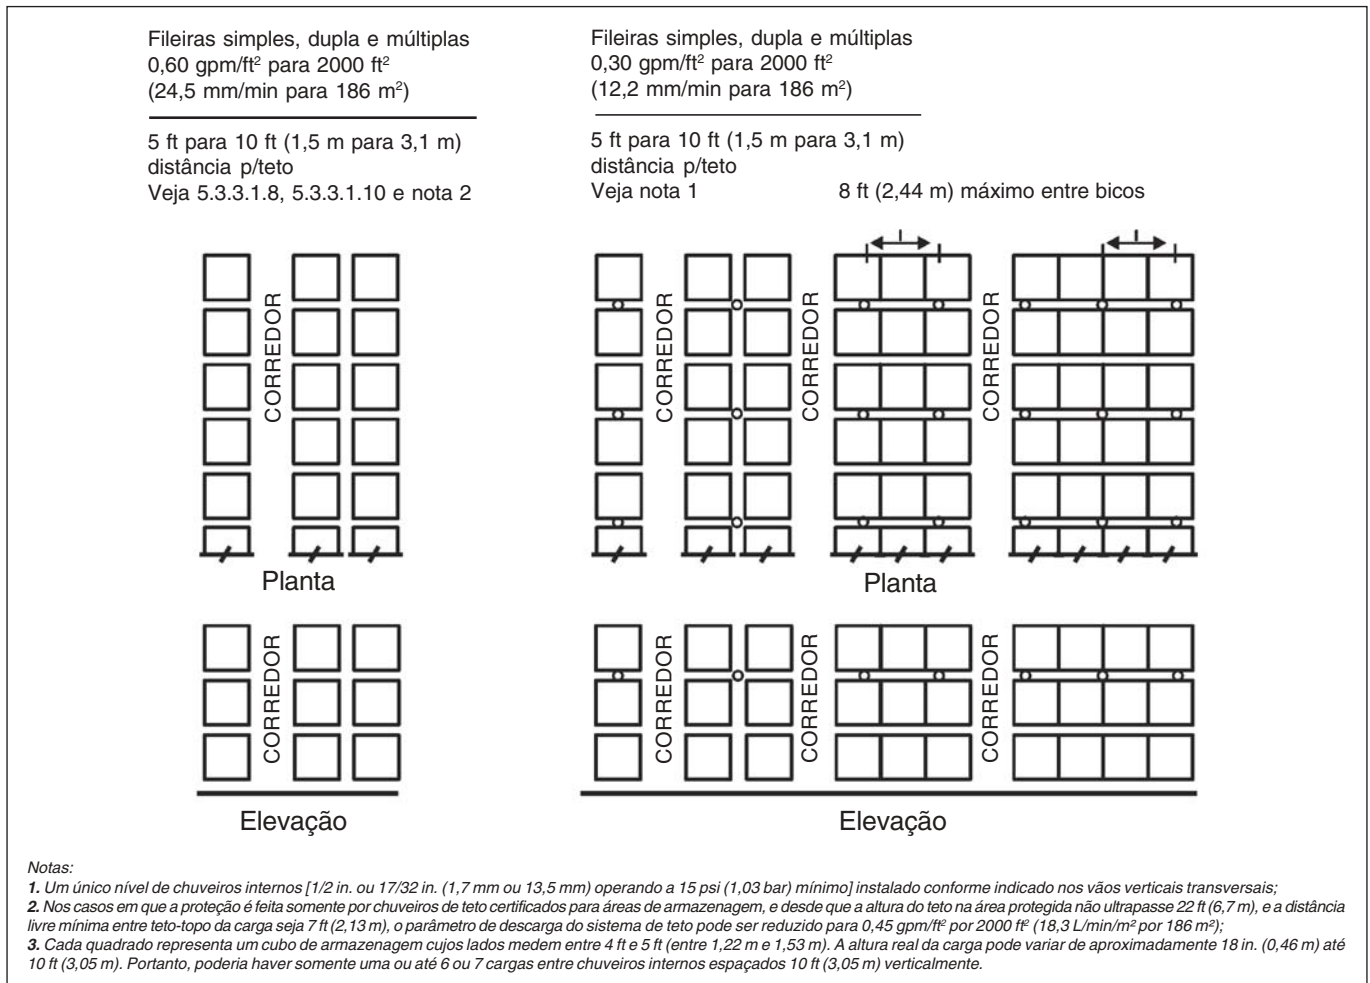 Fileiras simples, dupla e múltiplas
0,60 gpm/ft² para 2000 ft²
(24,5 mm/min para 186 m²)
5 ft para 10 ft (1,5 m para 3,1 m)
distância p/teto
Veja 5.3.3.1.8, 5.3.3.1.10 e nota 2
Fileiras simples, dupla e múltiplas
0,30 gpm/ft² para 2000 ft²
(12,2 mm/min para 186 m²)
5 ft para 10 ft (1,5 m para 3,1 m)
distância p/teto
Veja nota 1
8 ft (2,44 m) máximo entre bicos
CORREDOR
CORREDOR
CORREDOR
CORREDOR
Planta
Planta
CORREDOR
CORREDOR
CORREDOR
CORREDOR
Elevação
Elevação
Notas:
1. Um único nível de chuveiros internos [1/2 in. ou 17/32 in. (1,7 mm ou 13,5 mm) operando a 15 psi (1,03 bar) mínimo] instalado conforme indicado nos vãos verticais transversais;
2. Nos casos em que a proteção é feita somente por chuveiros de teto certificados para áreas de armazenagem, e desde que a altura do teto na área protegida não ultrapasse 22 ft (6,7 m), e a distância
livre mínima entre teto-topo da carga seja 7 ft (2,13 m), o parâmetro de descarga do sistema de teto pode ser reduzido para 0,45 gpm/ft² por 2000 ft² (18,3 L/min/m² por 186 m²);
3. Cada quadrado representa um cubo de armazenagem cujos lados medem entre 4 ft e 5 ft (entre 1,22 m e 1,53 m). A altura real da carga pode variar de aproximadamente 18 in. (0,46 m) até
10 ft (3,05 m). Portanto, poderia haver somente uma ou até 6 ou 7 cargas entre chuveiros internos espaçados 10 ft (3,05 m) verticalmente.